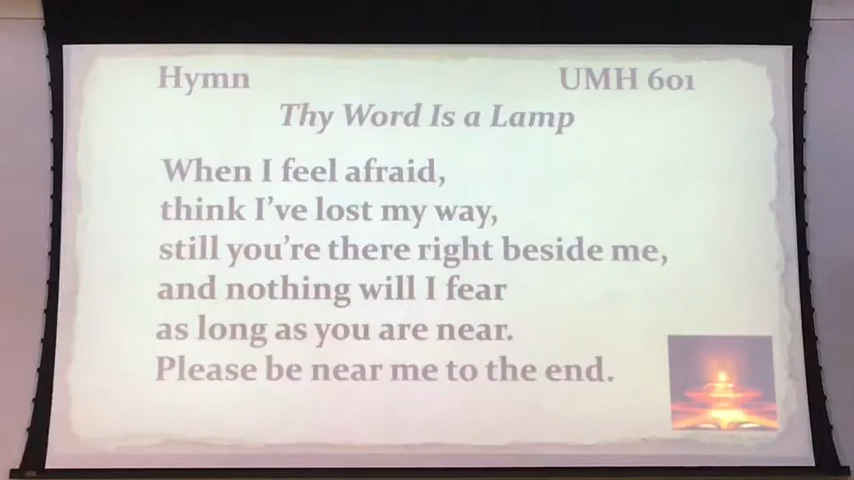 Hymn UMH 601
Thy Word Is a Lamp
When I feel afraid,
think I've lost my way,
still you're there right beside me,
and nothing will I fear
as long as you are near.
Please be near me to the end.